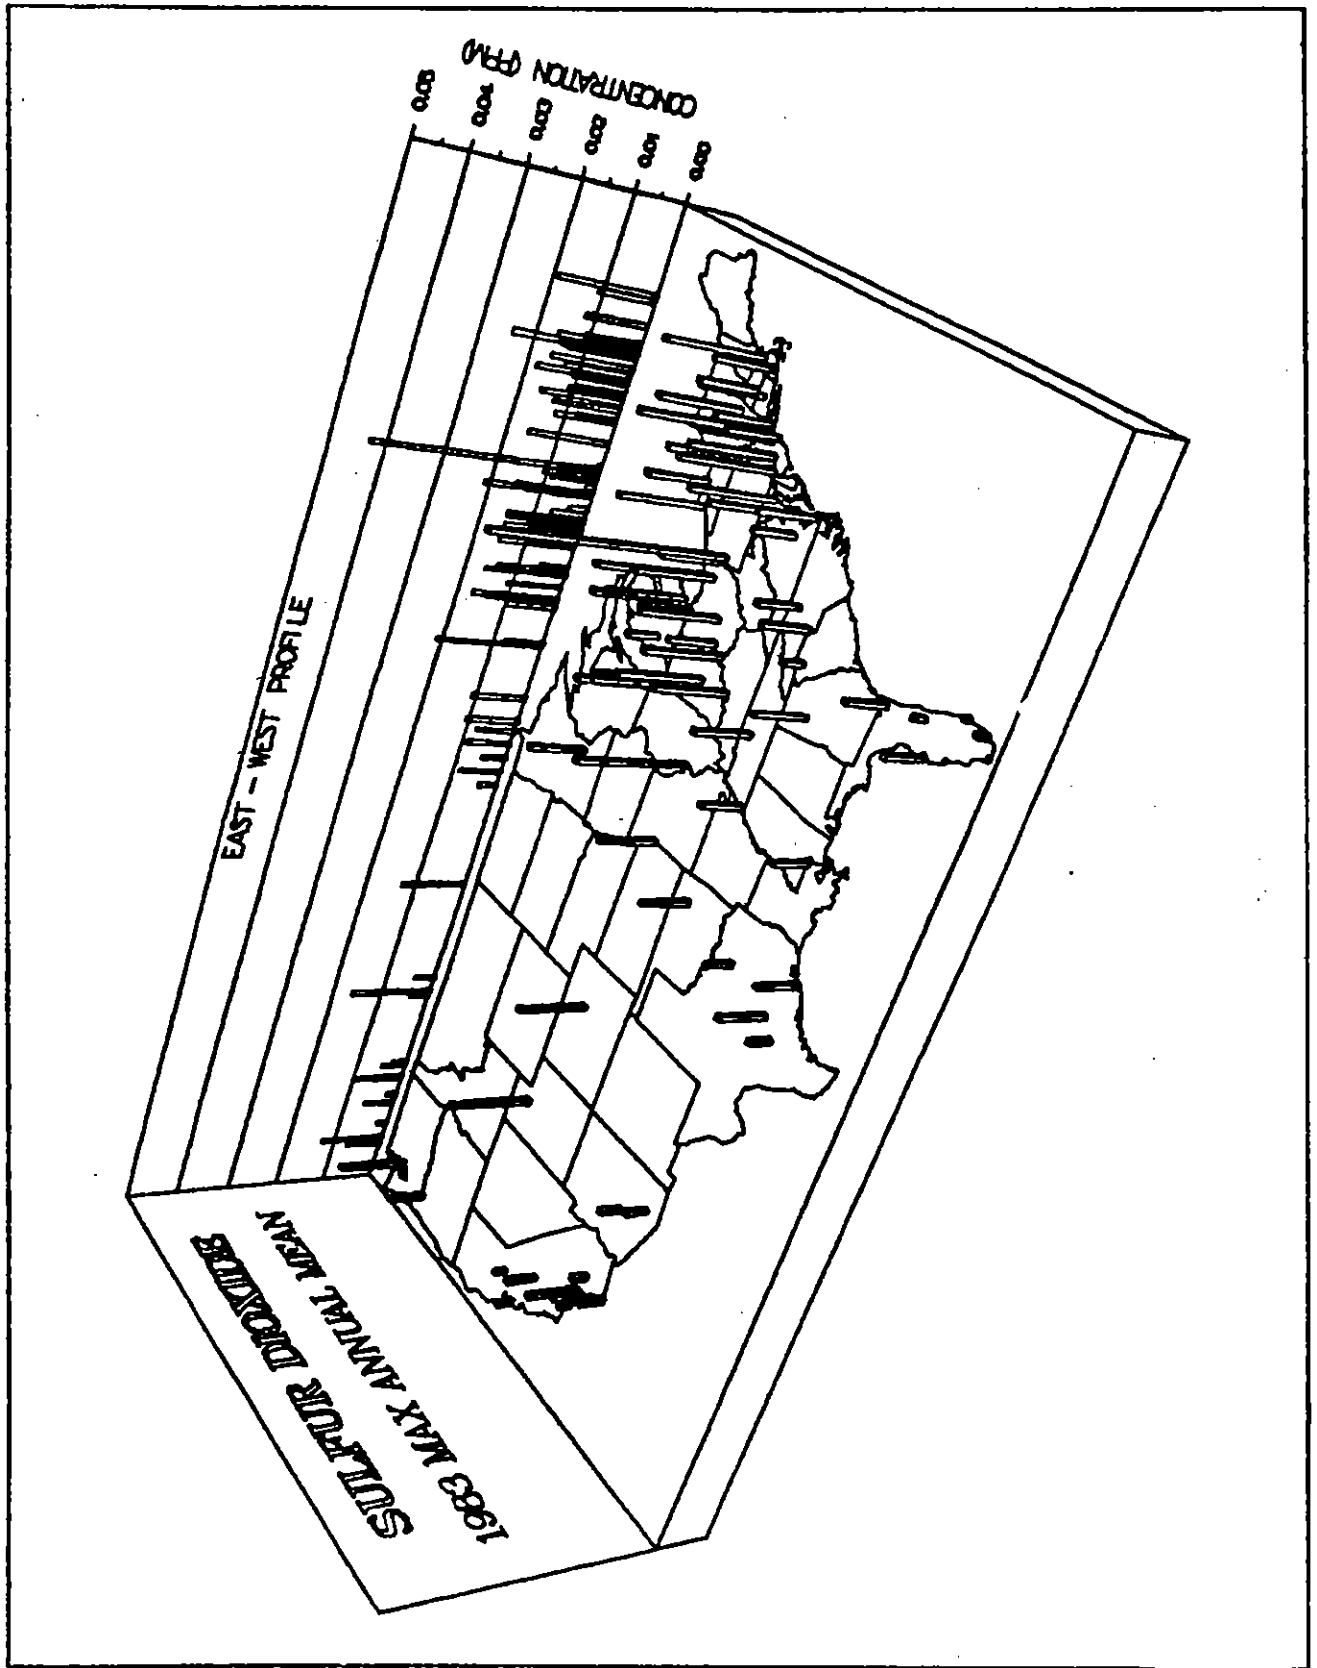 SULFUR DIOXIDE
1983 MAX ANNUAL MEAN
EAST - WEST PROFILE
CONCENTRATION (PPM)
0.05
0.04
0.03
0.02
0.01
0.00